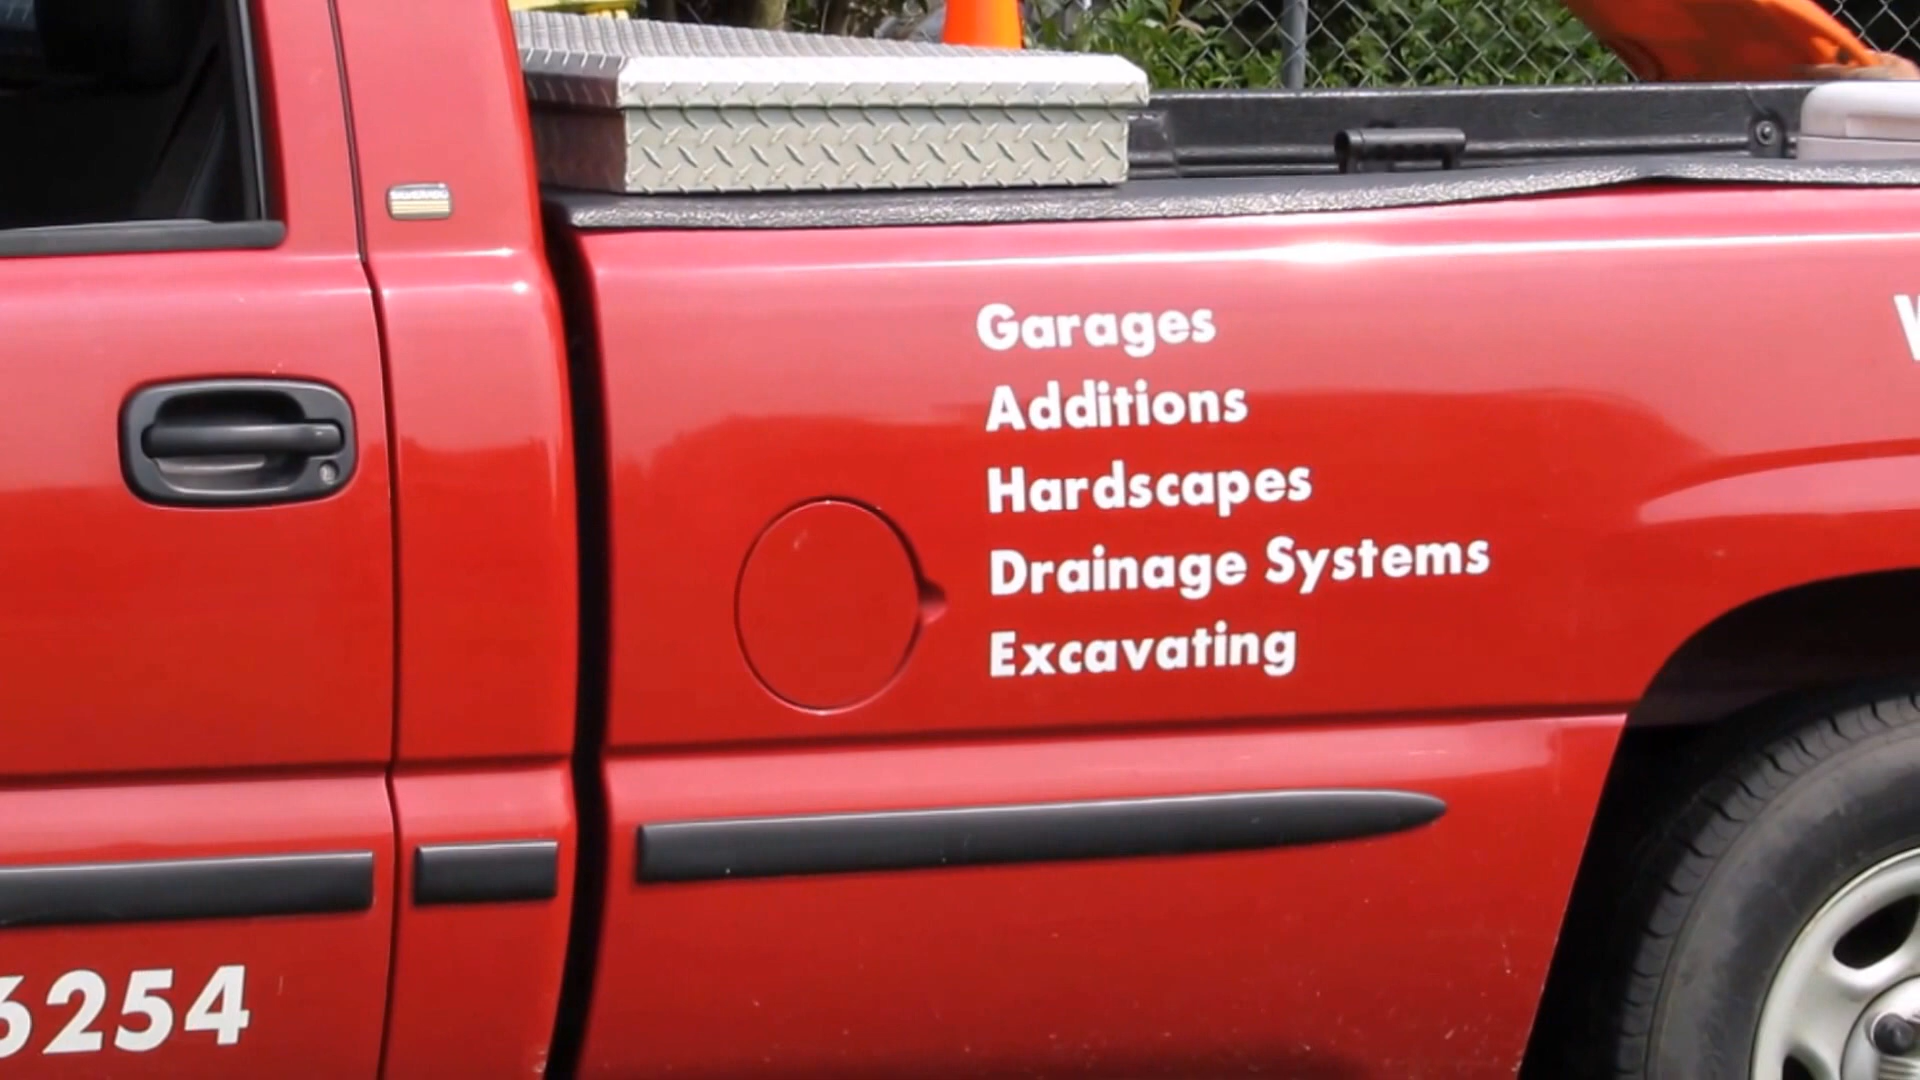 Garages
Additions
Hardscapes
Drainage Systems
Excavating
6254